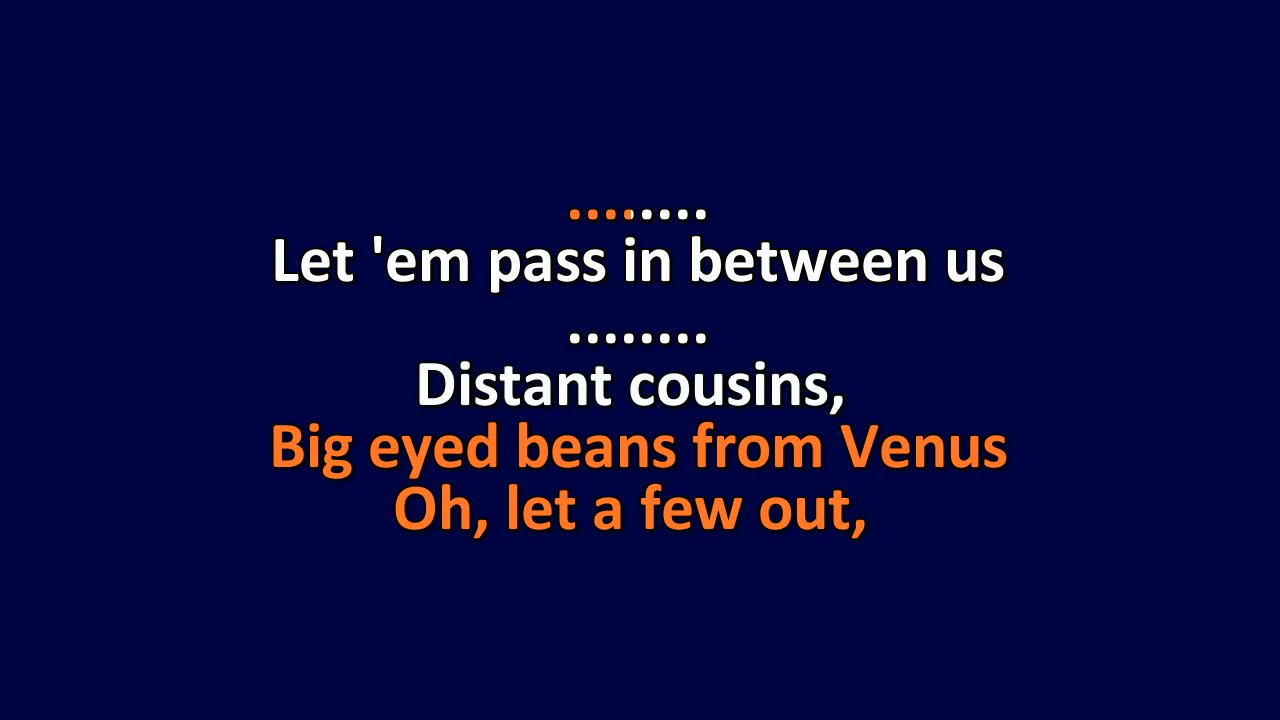 ........
Let 'em pass in between us
........
Distant cousins,
Big eyed beans from Venus
Oh, let a few out,